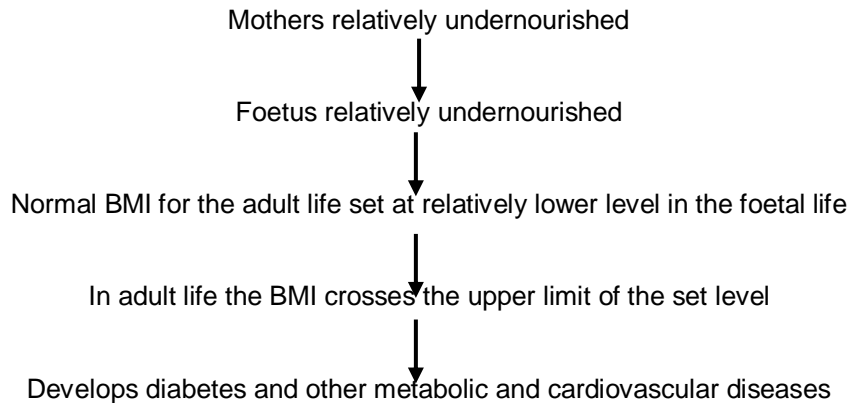 Mothers relatively undernourished
Foetus relatively undernourished
Normal BMI for the adult life set at relatively lower level in the foetal life
In adult life the BMI crosses the upper limit of the set level
Develops diabetes and other metabolic and cardiovascular diseases